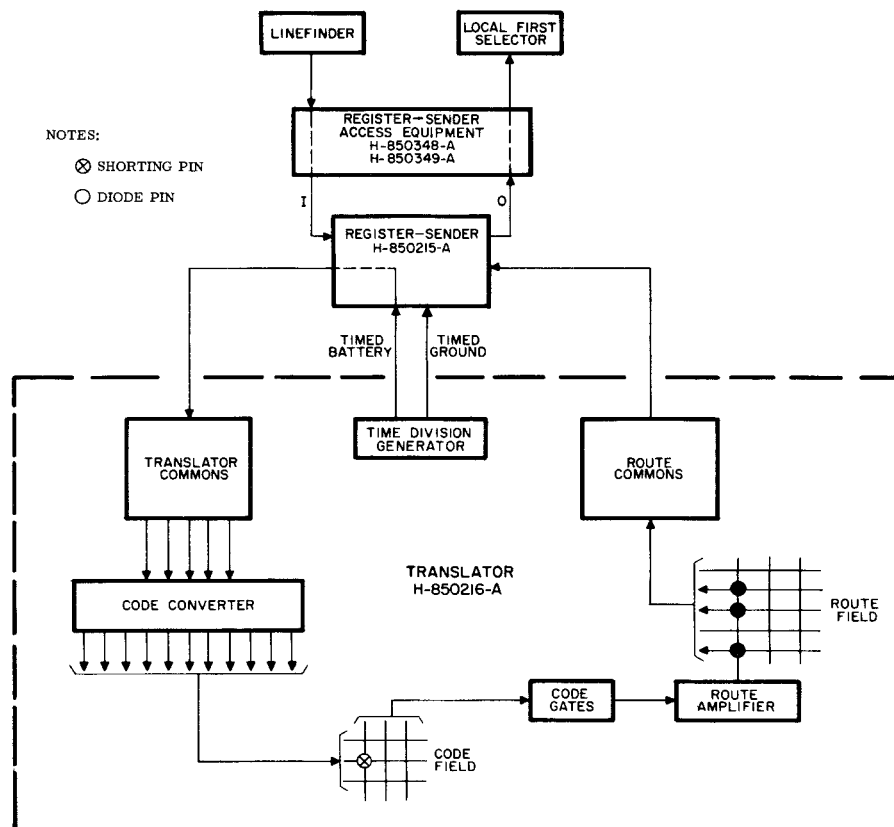 LINEFINDER
LOCAL FIRST
SELECTOR
REGISTER-SENDER
ACCESS EQUIPMENT
H-850348-A
H-850349-A
NOTES:
SHORTING PIN
DIODE PIN
I
O
REGISTER-SENDER
H-850215-A
TIMED
BATTERY
TIMED
GROUND
TIME DIVISION
GENERATOR
TRANSLATOR
COMMONS
ROUTE
COMMONS
TRANSLATOR
H-850216-A
CODE CONVERTER
ROUTE
FIELD
CODE
GATES
ROUTE
AMPLIFIER
CODE
FIELD